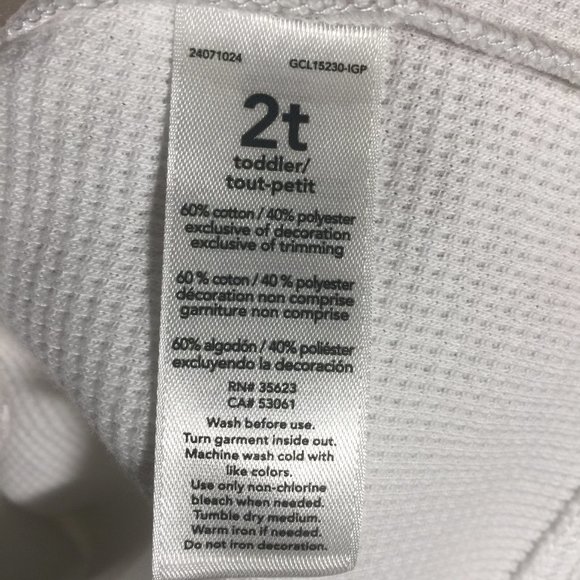 24071024 GCL15230-IGP
2t
toddler/
tout-petit
60% cotton / 40% polyester
exclusive of decoration
exclusive of trimming
60 % coton / 40 % polyester
décoration non comprise
garniture non comprise
60% algodón / 40% poliéster
excluyendo la decoración
RN# 35623
CA# 53061
Wash before use.
Turn garment inside out.
Machine wash cold with
like colors.
Use only non-chlorine
bleach when needed.
Tumble dry medium.
Warm iron if needed.
Do not iron decoration.